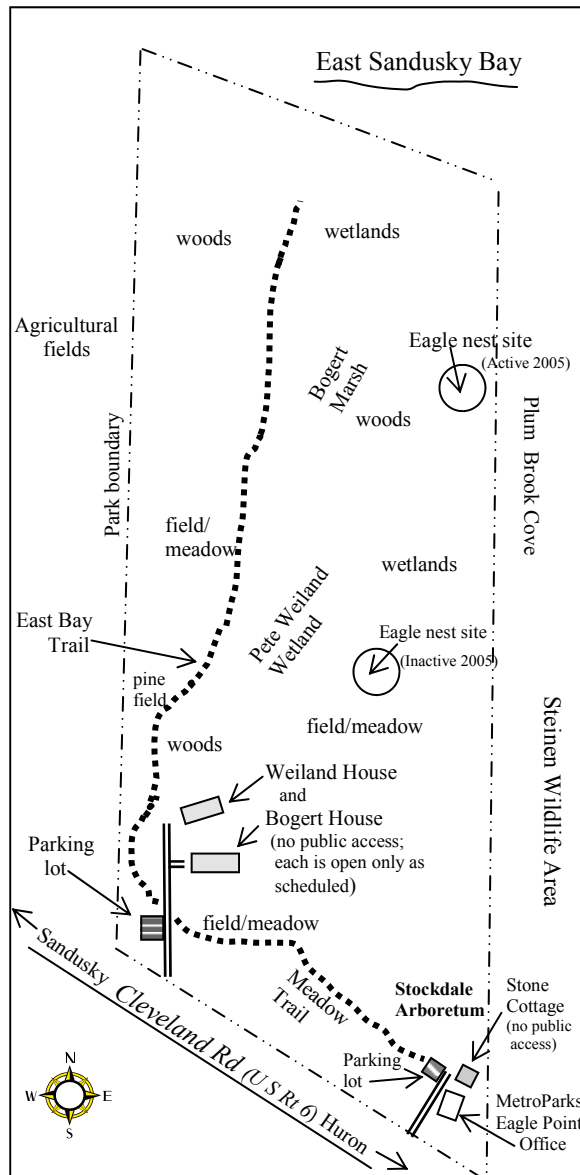 East Sandusky Bay
woods
wetlands
Agricultural
fields
Eagle nest site
(Active 2005)
Bogert
Marsh
woods
Park boundary
Plum Brook Cove
field/
meadow
wetlands
East Bay
Trail
Pete Weiland
Wetland
Eagle nest site
(Inactive 2005)
pine
field
field/meadow
Steinen Wildlife Area
woods
Weiland House
and
Bogert House
(no public access;
each is open only as
scheduled)
Parking
lot
field/meadow
Meadow
Trail
Stockdale
Arboretum
Stone
Cottage
(no public
access)
Parking
lot
Sandusky Cleveland Rd (U S Rt 6) Huron
MetroParks
Eagle Point
Office
N
W
E
S